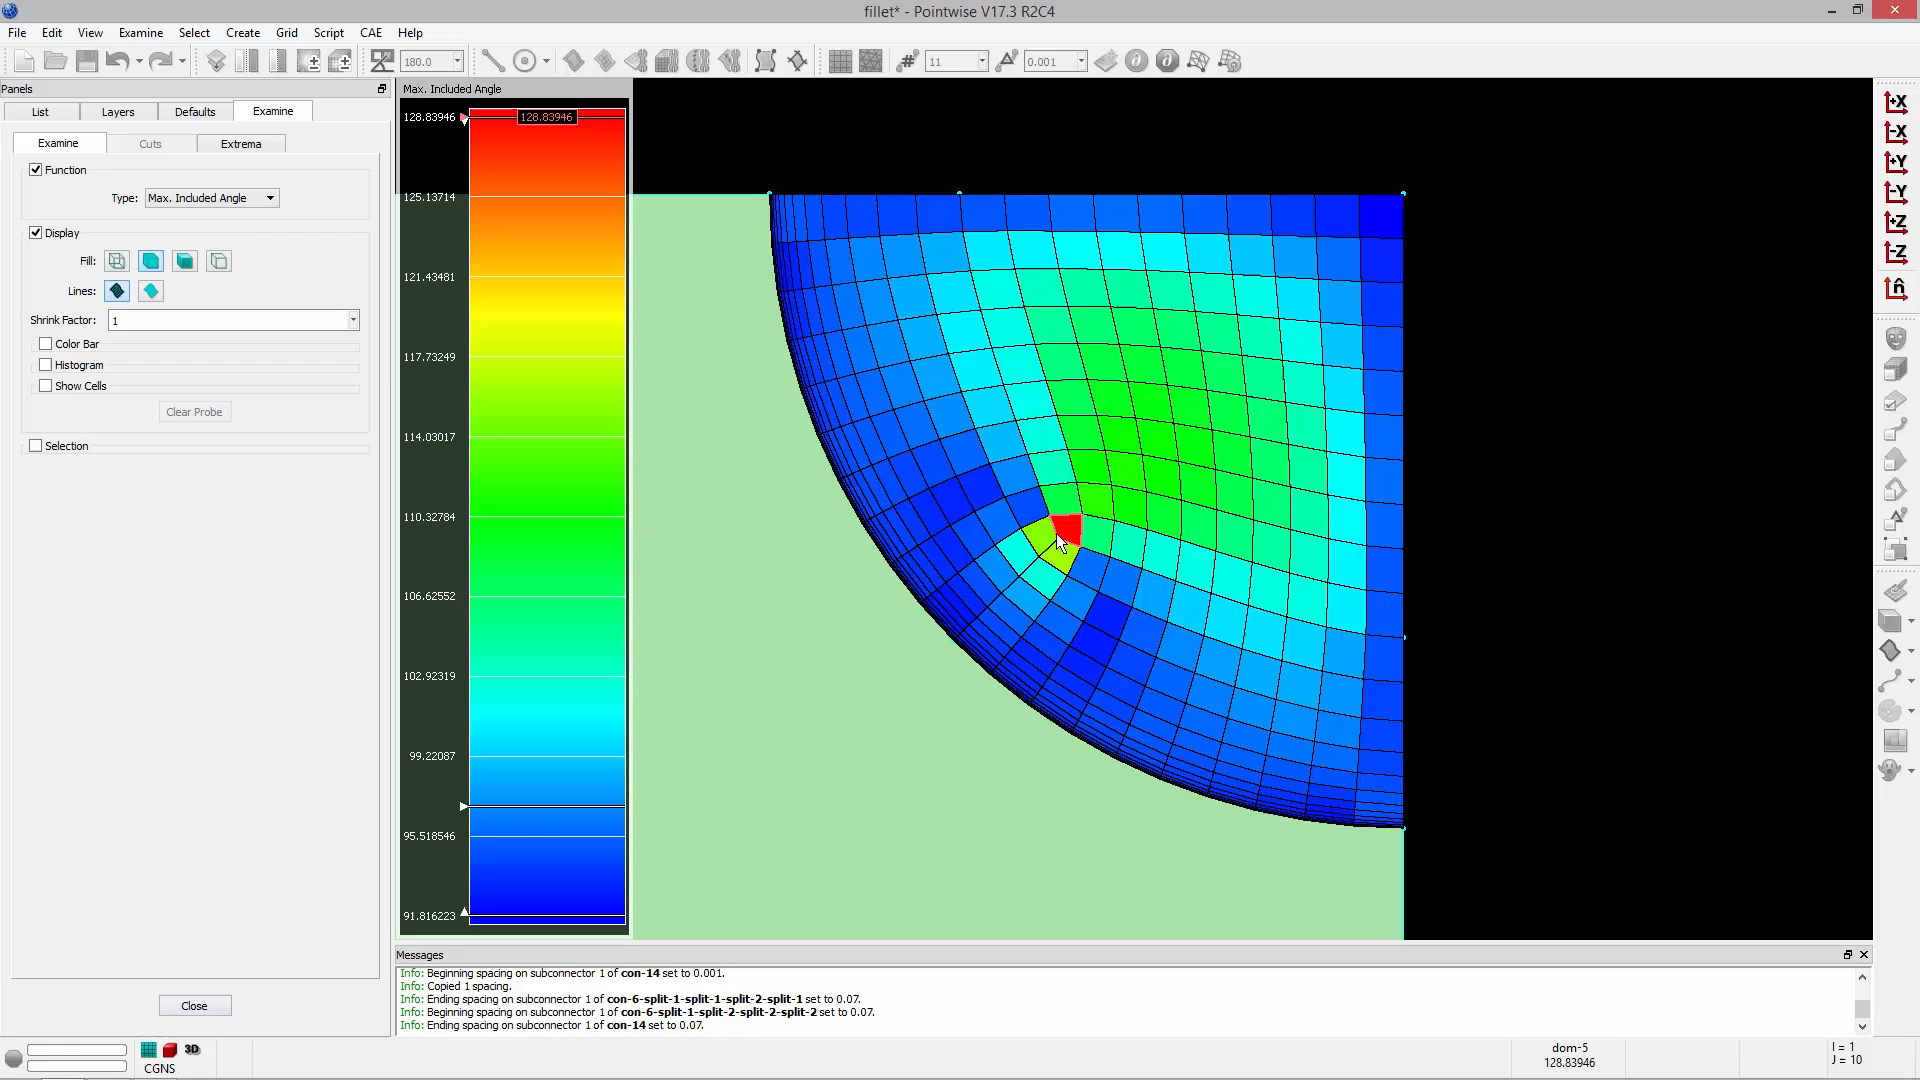 fillet* - Pointwise V17.3 R2C4
File Edit View Examine Select Create Grid Script CAE Help
180.0 11 0.001
Panels
List Layers Defaults Examine
Examine Cuts Extrema
Function
Type: Max. Included Angle
Display
Fill:
Lines:
Shrink Factor: 1
Color Bar
Histogram
Show Cells
Clear Probe
Selection
Close
Max. Included Angle
128.83946 128.83946
125.13714
121.43481
117.73249
114.03017
110.32784
106.62552
102.92319
99.22087
95.518546
91.816223
+X
-X
+Y
-Y
+Z
-Z
n̂
Messages
Info: Beginning spacing on subconnector 1 of con-14 set to 0.001.
Info: Copied 1 spacing.
Info: Ending spacing on subconnector 1 of con-6-split-1-split-1-split-2-split-1 set to 0.07.
Info: Beginning spacing on subconnector 1 of con-6-split-1-split-2-split-2-split-2 set to 0.07.
Info: Ending spacing on subconnector 1 of con-14 set to 0.07.
3D
CGNS
dom-5
128.83946
I = 1
J = 10